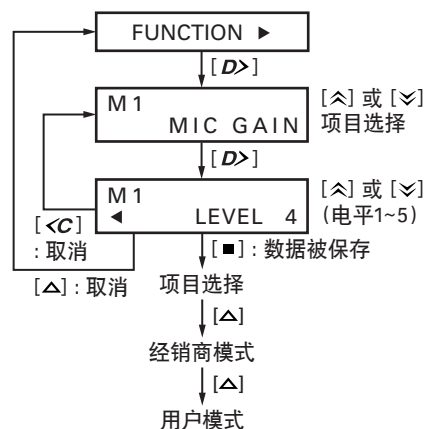 FUNCTION ▶
[D>]
M1
MIC GAIN
[︽] 或 [︾]
项目选择
[D>]
M1
◀ LEVEL 4
[︽] 或 [︾]
(电平1~5)
[<C]
: 取消
[■] : 数据被保存
[△] : 取消
项目选择
[△]
经销商模式
[△]
用户模式